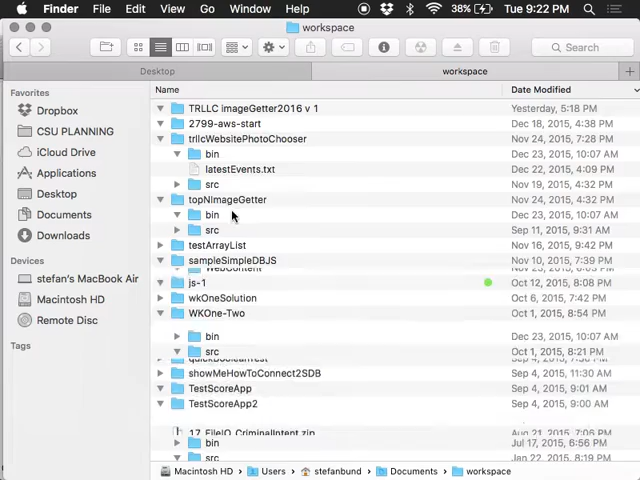 Finder File Edit View Go Window Help 38% Tue 9:22 PM
workspace
Search
Desktop workspace
Favorites Name Date Modified
Dropbox TRLLC imageGetter2016 v 1 Yesterday, 5:18 PM
CSU PLANNING 2799-aws-start Dec 18, 2015, 4:38 PM
iCloud Drive trllcWebsitePhotoChooser Nov 24, 2015, 7:28 PM
bin Dec 23, 2015, 10:07 AM
Applications latestEvents.txt Dec 22, 2015, 4:09 PM
Desktop src Nov 19, 2015, 4:32 PM
Documents topNImageGetter Nov 24, 2015, 4:32 PM
bin Dec 23, 2015, 10:07 AM
Downloads src Sep 11, 2015, 9:31 AM
testArrayList Nov 16, 2015, 9:42 PM
Devices sampleSimpleDBJS Nov 10, 2015, 7:39 PM
WebContent
stefan's MacBook Air js-1 Oct 12, 2015, 8:08 PM
Macintosh HD wkOneSolution Oct 6, 2015, 7:42 PM
Remote Disc WKOne-Two Oct 1, 2015, 8:54 PM
bin Dec 23, 2015, 10:07 AM
Tags src Oct 1, 2015, 8:21 PM
showMeHowToConnect2SDB Sep 4, 2015, 11:30 AM
TestScoreApp Sep 4, 2015, 9:01 AM
TestScoreApp2 Sep 4, 2015, 9:00 AM
17_FileIO_CriminalIntent.zip
bin Jul 17, 2015, 6:56 PM
src Jan 22, 2015, 8:19 PM
Macintosh HD Users stefanbund Documents workspace